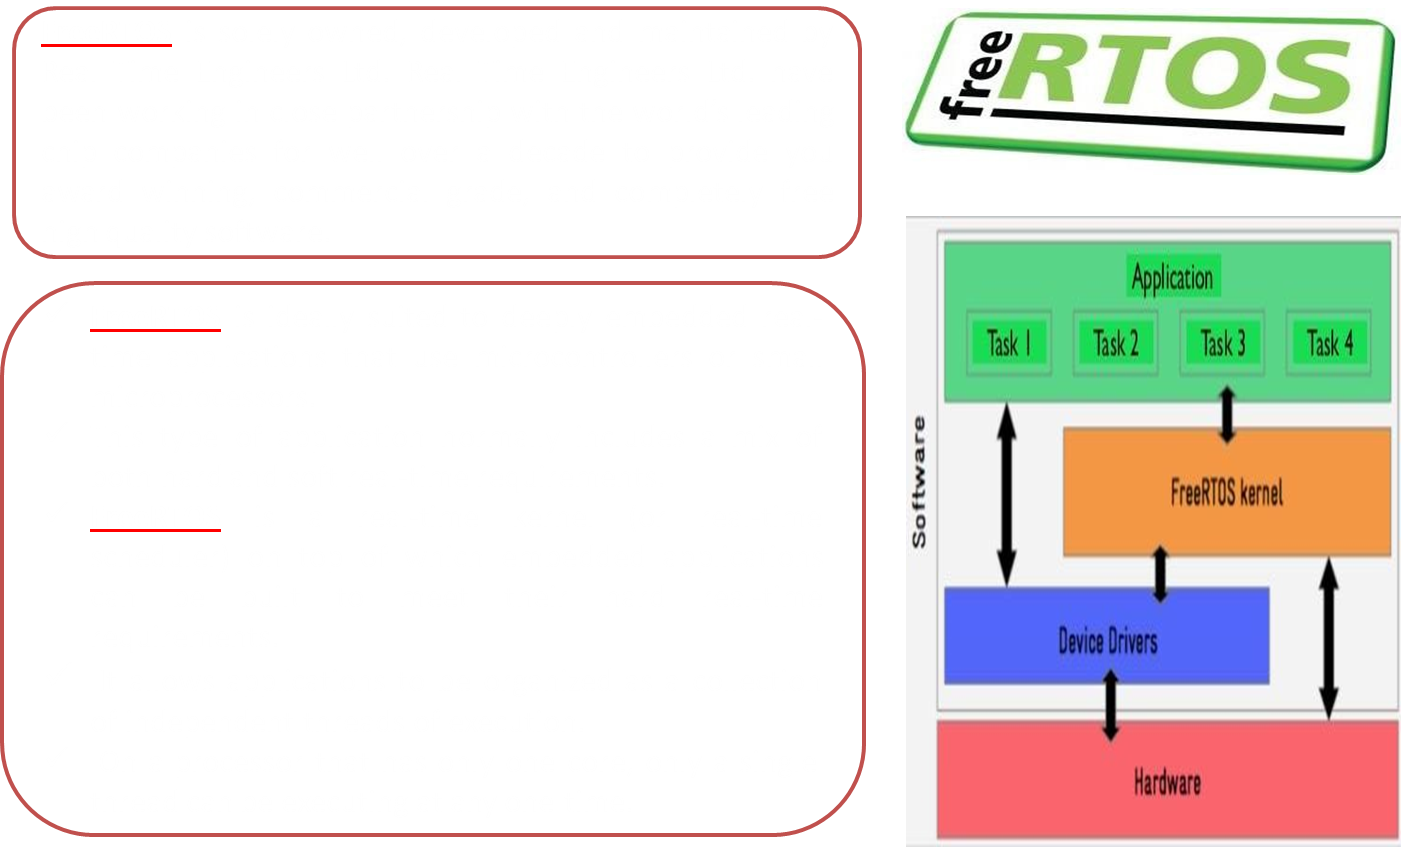 free RTOS
Application
Task 1 Task 2 Task 3 Task 4
Software
FreeRTOS kernel
Device Drivers
Hardware